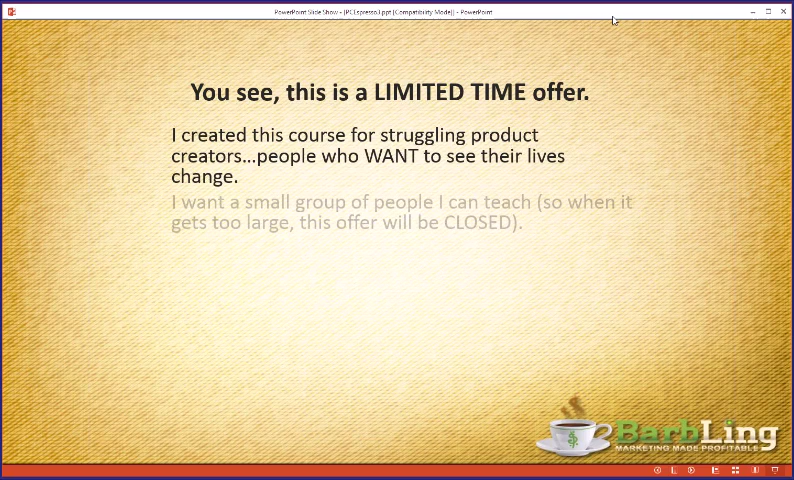 PowerPoint Slide Show - [PCEspresso3.ppt [Compatibility Mode]] - PowerPoint
You see, this is a LIMITED TIME offer.
I created this course for struggling product
creators...people who WANT to see their lives
change.
I want a small group of people I can teach (so when it
gets too large, this offer will be CLOSED).
BarbLing
MARKETING MADE PROFITABLE